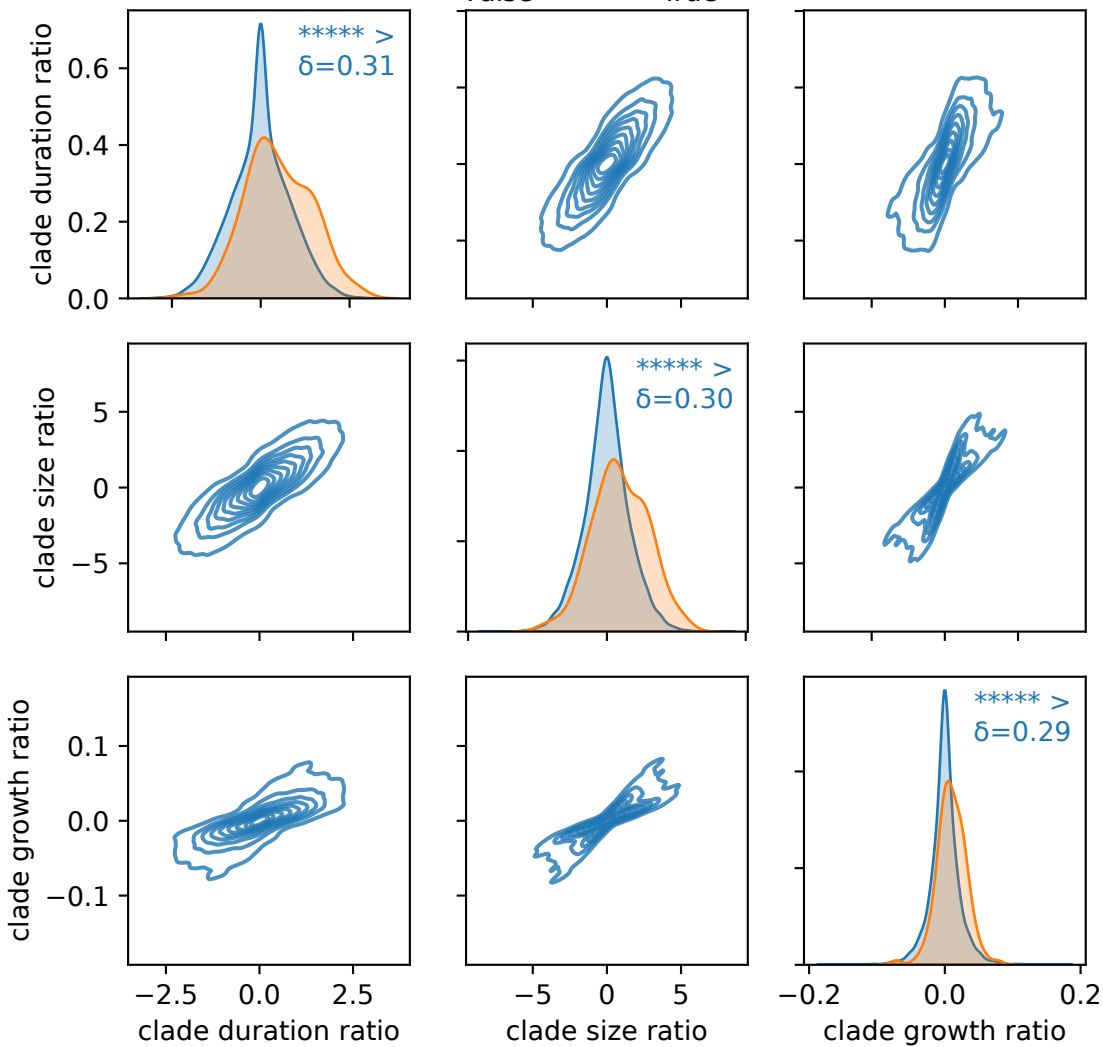 ***** >
δ=0.31
0.6
0.4
0.2
0.0
clade duration ratio
***** >
δ=0.30
5
0
−5
clade size ratio
***** >
δ=0.29
0.1
0.0
−0.1
clade growth ratio
−2.5 0.0 2.5
−5 0 5
−0.2 0.0 0.2
clade duration ratio
clade size ratio
clade growth ratio